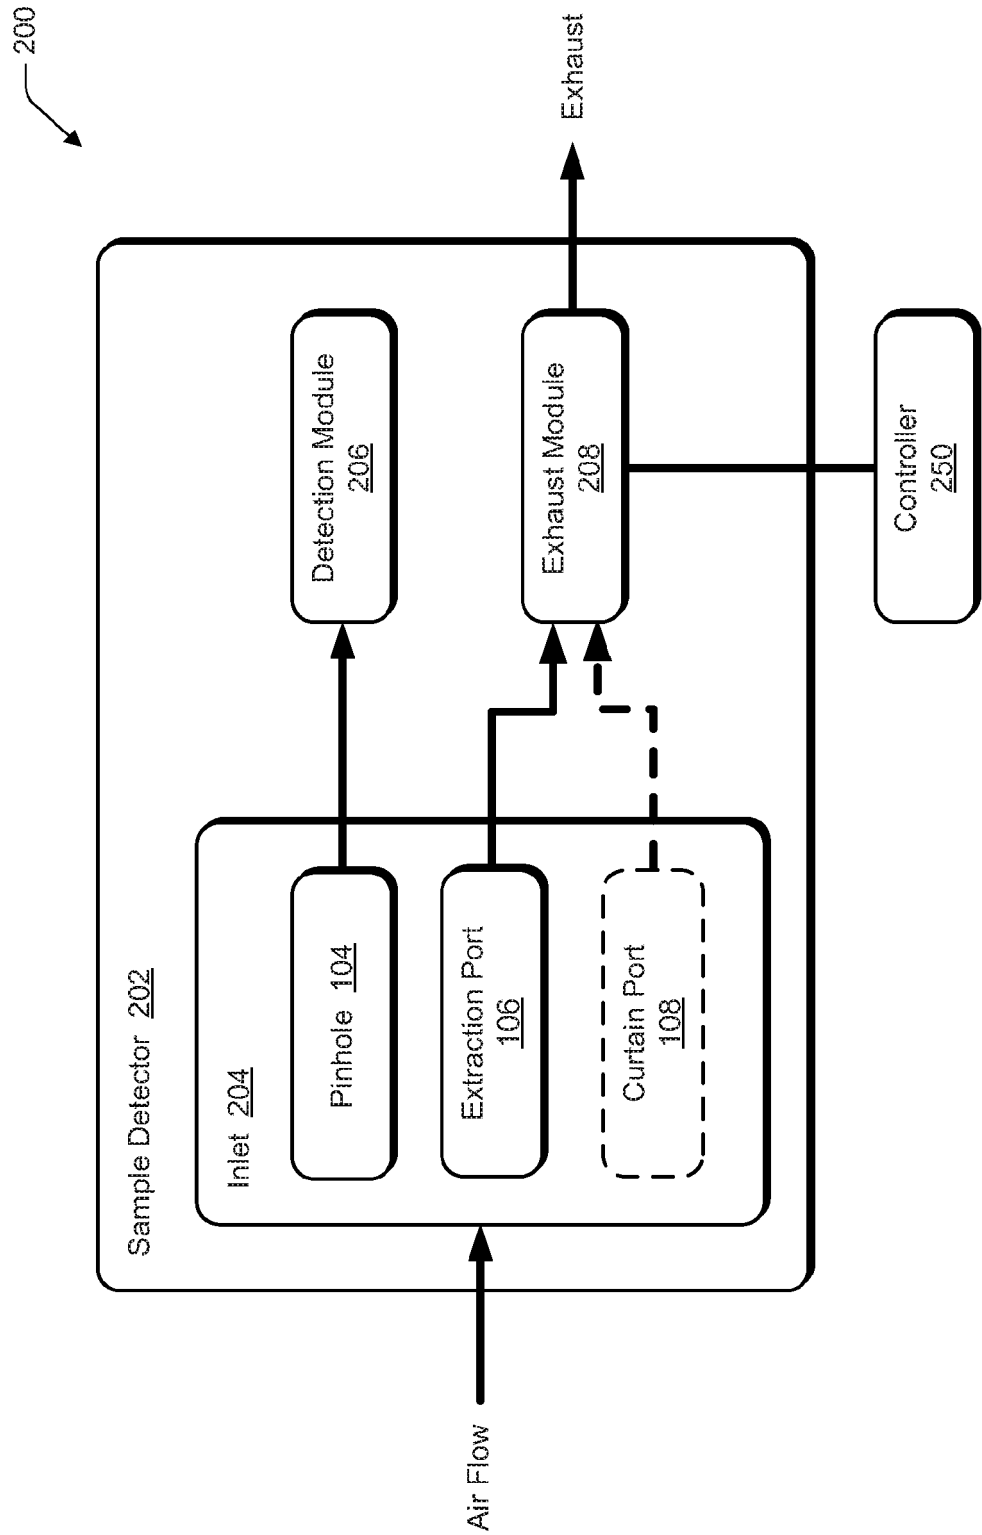 200
Sample Detector 202
Inlet 204
Pinhole 104
Detection Module
206
Air Flow
Extraction Port
106
Exhaust Module
208
Exhaust
Curtain Port
108
Controller
250